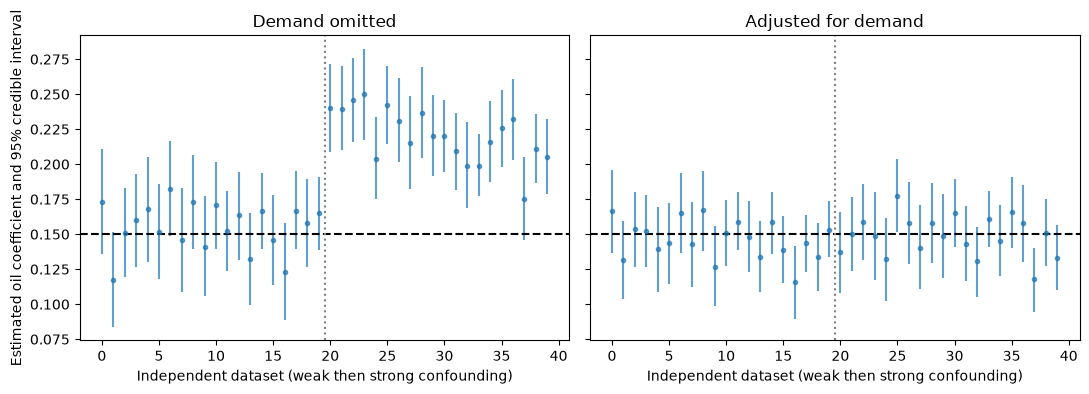 Demand omitted
Adjusted for demand
Estimated oil coefficient and 95% credible interval
0.275
0.250
0.225
0.200
0.175
0.150
0.125
0.100
0.075
0 5 10 15 20 25 30 35 40
0 5 10 15 20 25 30 35 40
Independent dataset (weak then strong confounding)
Independent dataset (weak then strong confounding)